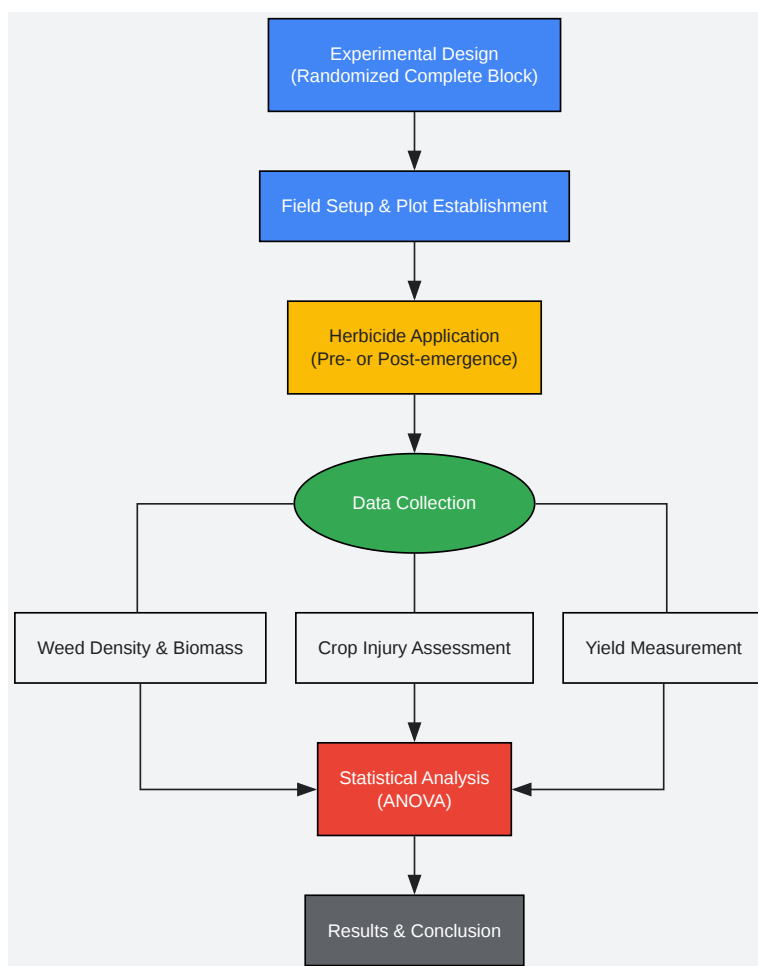 Experimental Design
(Randomized Complete Block)
Field Setup & Plot Establishment
Herbicide Application
(Pre- or Post-emergence)
Data Collection
Weed Density & Biomass
Crop Injury Assessment
Yield Measurement
Statistical Analysis
(ANOVA)
Results & Conclusion